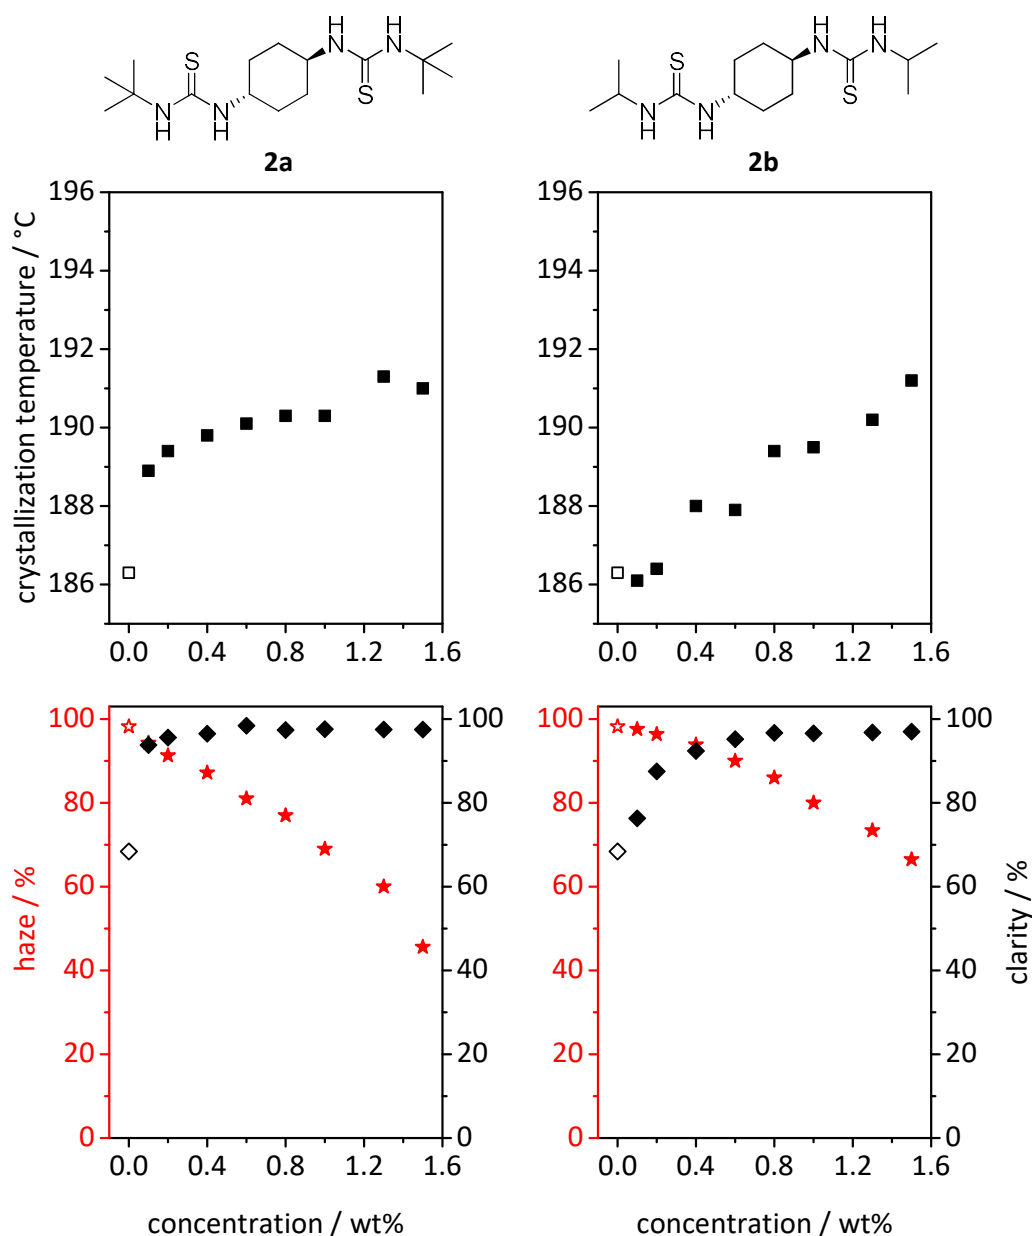 H
N
H
N
S
S
N
H
N
H
2a
H
N
H
N
S
S
N
H
N
H
2b
crystallization temperature / °C
196
194
192
190
188
186
0.0 0.4 0.8 1.2 1.6
196
194
192
190
188
186
0.0 0.4 0.8 1.2 1.6
haze / %
100
80
60
40
20
0
100
80
60
40
20
0
0.0 0.4 0.8 1.2 1.6
concentration / wt%
100
80
60
40
20
0
100
80
60
40
20
0
clarity / %
0.0 0.4 0.8 1.2 1.6
concentration / wt%